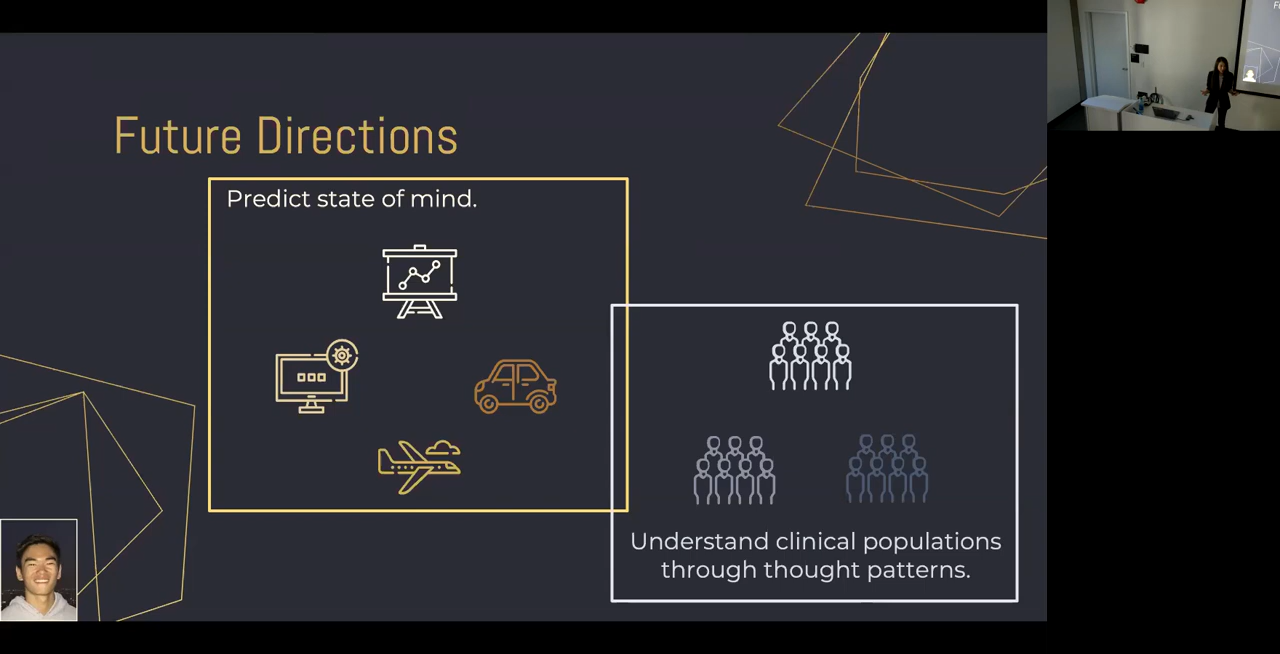 Future Directions
Predict state of mind.
Understand clinical populations
through thought patterns.